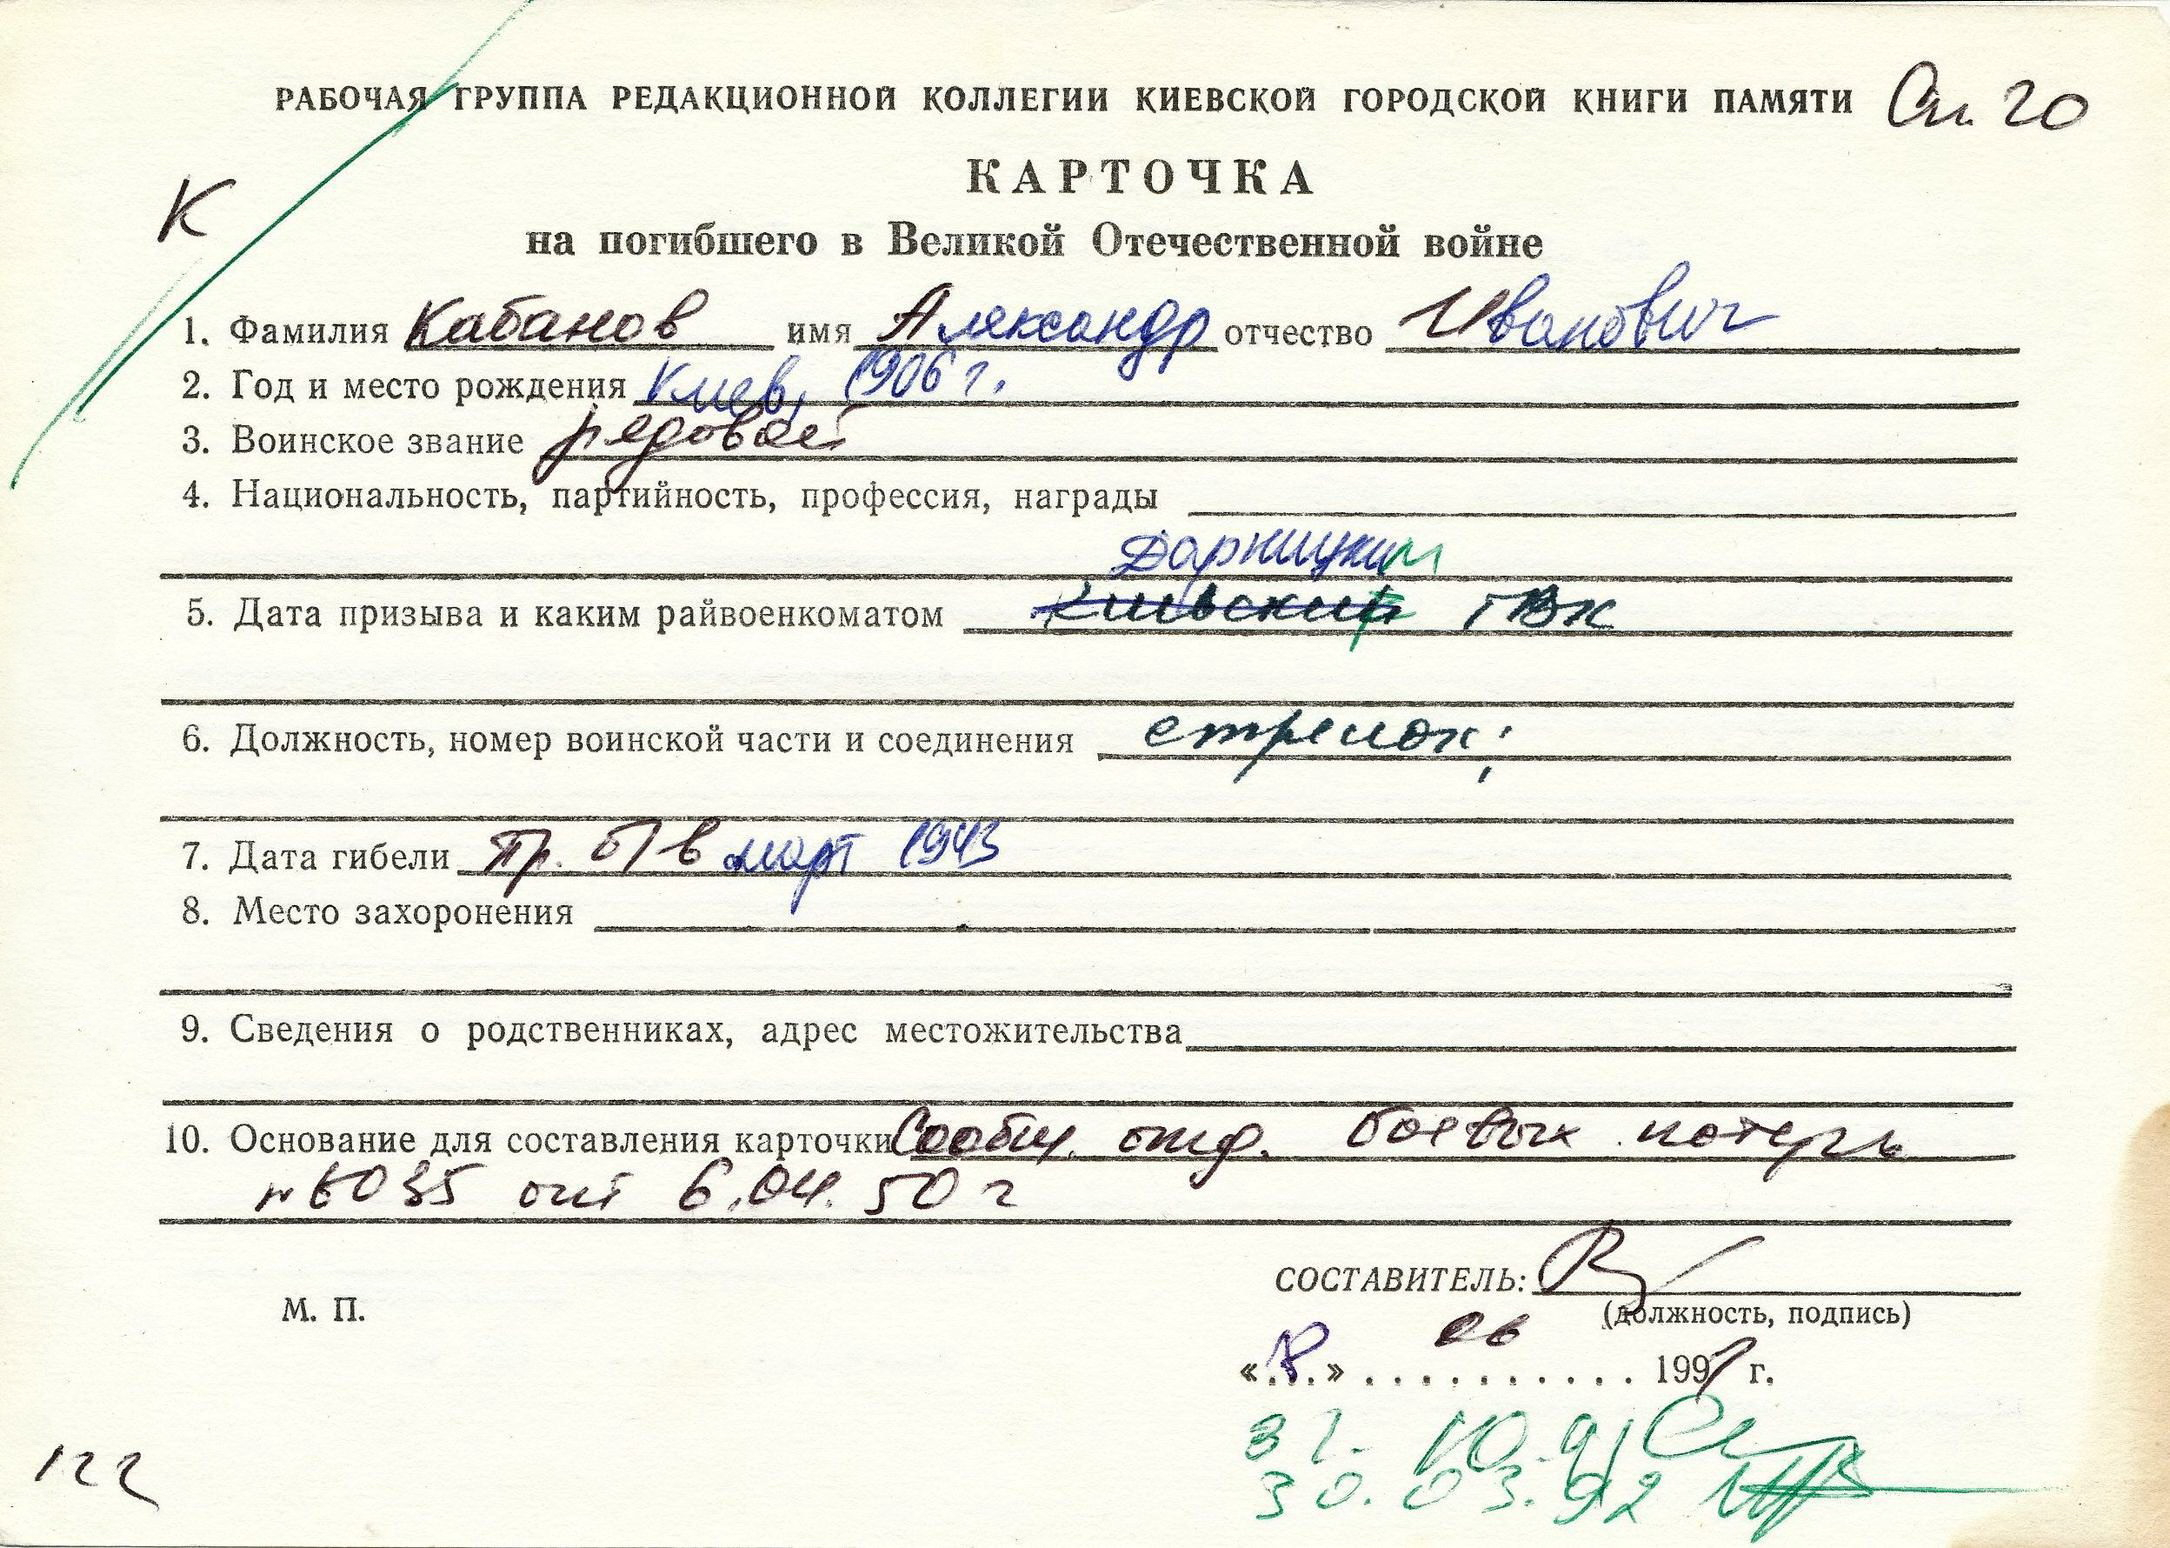 РАБОЧАЯ ГРУППА РЕДАКЦИОННОЙ КОЛЛЕГИИ КИЕВСКОЙ ГОРОДСКОЙ КНИГИ ПАМЯТИ Сп. 20
КАРТОЧКА
К
на погибшего в Великой Отечественной войне
1. Фамилия Кабанов имя Александр отчество Иванович
2. Год и место рождения Киев, 1906 г.
3. Воинское звание рядовой
4. Национальность, партийность, профессия, награды
Дарницким
5. Дата призыва и каким райвоенкоматом Киевский ГВК
6. Должность, номер воинской части и соединения стрелок;
7. Дата гибели пр. б/п в март 1943
8. Место захоронения
9. Сведения о родственниках, адрес местожительства
10. Основание для составления карточки Сообщ. отд. боевых потерь
от 6.04.50 г
СОСТАВИТЕЛЬ:
М. П.
(должность, подпись)
06
«8» .......... 1991 г.
31.10.91
122
30.03.92